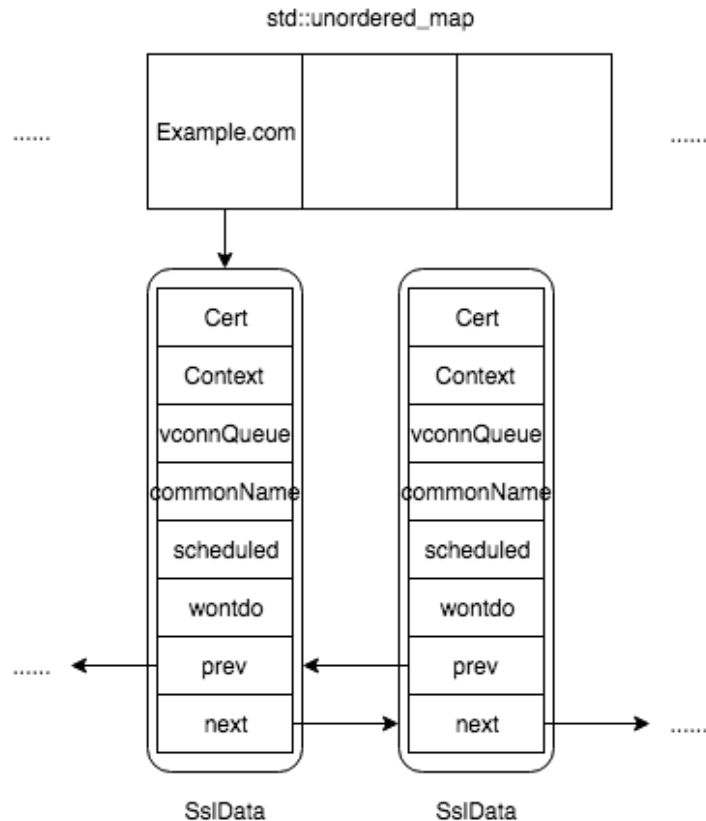 std::unordered_map
...... Example.com ......
Cert Cert
Context Context
vconnQueue vconnQueue
commonName commonName
scheduled scheduled
wontdo wontdo
...... prev prev
next next ......
SslData SslData